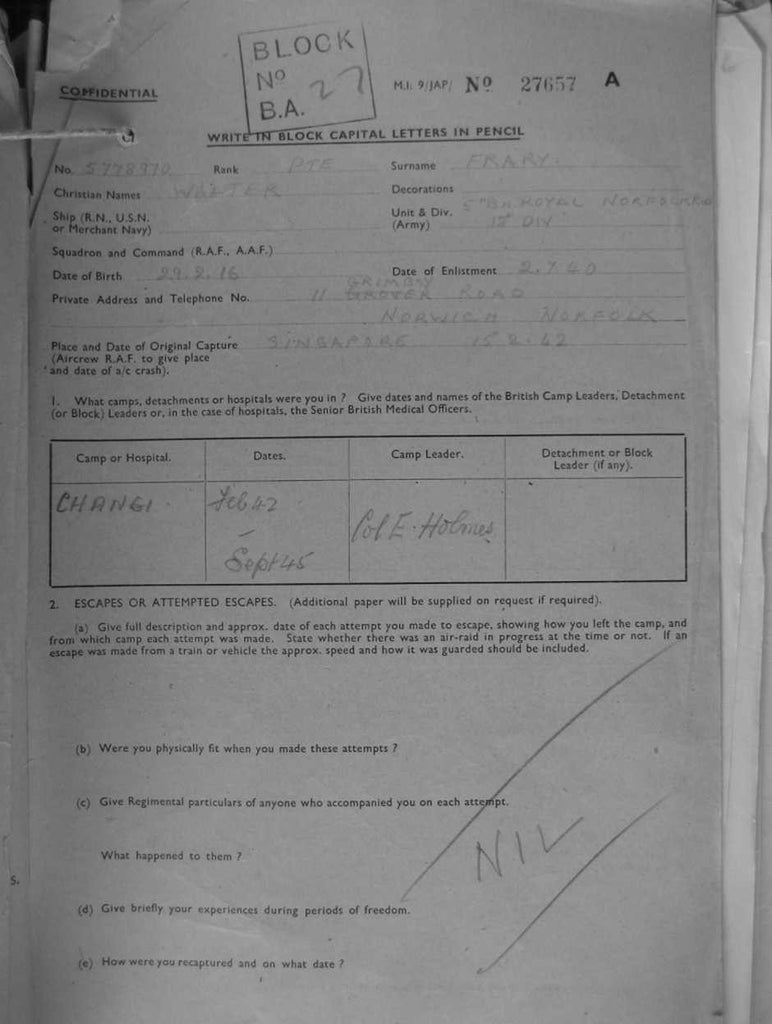 BLOCK
Nº 27
B.A.
M.I. 9/JAP/ Nº 27657 A
CONFIDENTIAL
WRITE IN BLOCK CAPITAL LETTERS IN PENCIL
No. 5778970 Rank PTE Surname FRARY.
Christian Names WALTER Decorations
Ship (R.N., U.S.N. or Merchant Navy)
Unit & Div. (Army) 5TH BN ROYAL NORFOLK
18 DIV
Squadron and Command (R.A.F., A.A.F.)
Date of Birth 29.2.16 Date of Enlistment 2.7.40
GRIMBY
Private Address and Telephone No. 11 GROVER ROAD
NORWICH NORFOLK
Place and Date of Original Capture SINGAPORE 15.2.42
(Aircrew R.A.F. to give place
and date of a/c crash).
1. What camps, detachments or hospitals were you in ? Give dates and names of the British Camp Leaders, Detachment
(or Block) Leaders or, in the case of hospitals, the Senior British Medical Officers.
Camp or Hospital. Dates. Camp Leader. Detachment or Block
Leader (if any).
CHANGI. Feb 42
- Col E. Holmes
Sept 45
2. ESCAPES OR ATTEMPTED ESCAPES. (Additional paper will be supplied on request if required).
(a) Give full description and approx. date of each attempt you made to escape, showing how you left the camp, and
from which camp each attempt was made. State whether there was an air-raid in progress at the time or not. If an
escape was made from a train or vehicle the approx. speed and how it was guarded should be included.
(b) Were you physically fit when you made these attempts ?
(c) Give Regimental particulars of anyone who accompanied you on each attempt.
NIL
What happened to them ?
5.
(d) Give briefly your experiences during periods of freedom.
(e) How were you recaptured and on what date ?